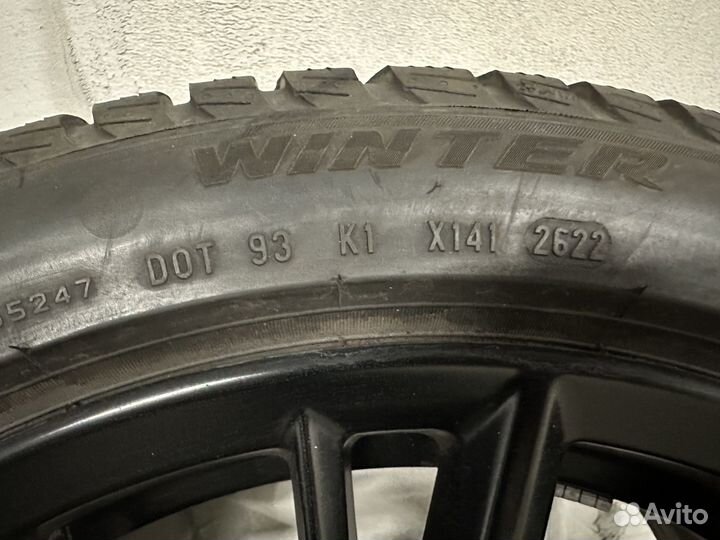 WiNTER
5247 DOT 93 K1 X141 2622
Avito